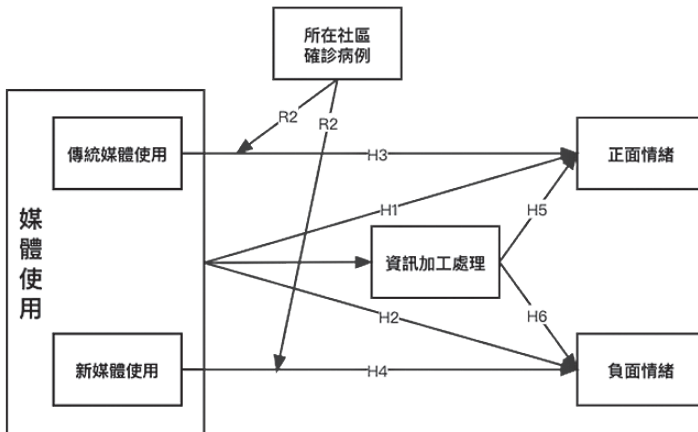 所在社區
確診病例
R2
R2
傳統媒體使用
H3
正面情緒
媒體使用
H1
H5
資訊加工處理
H2
H6
新媒體使用
H4
負面情緒